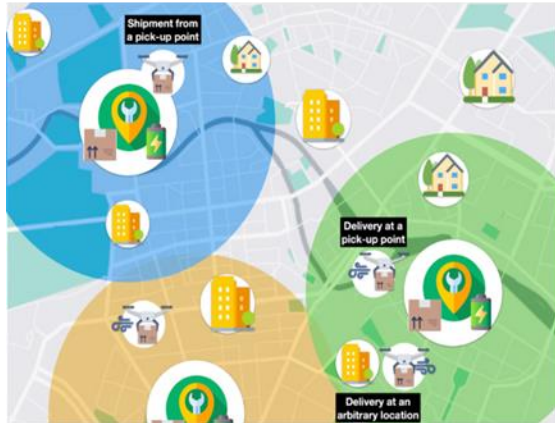 Shipment from
a pick-up point
Delivery at a
pick-up point
Delivery at an
arbitrary location